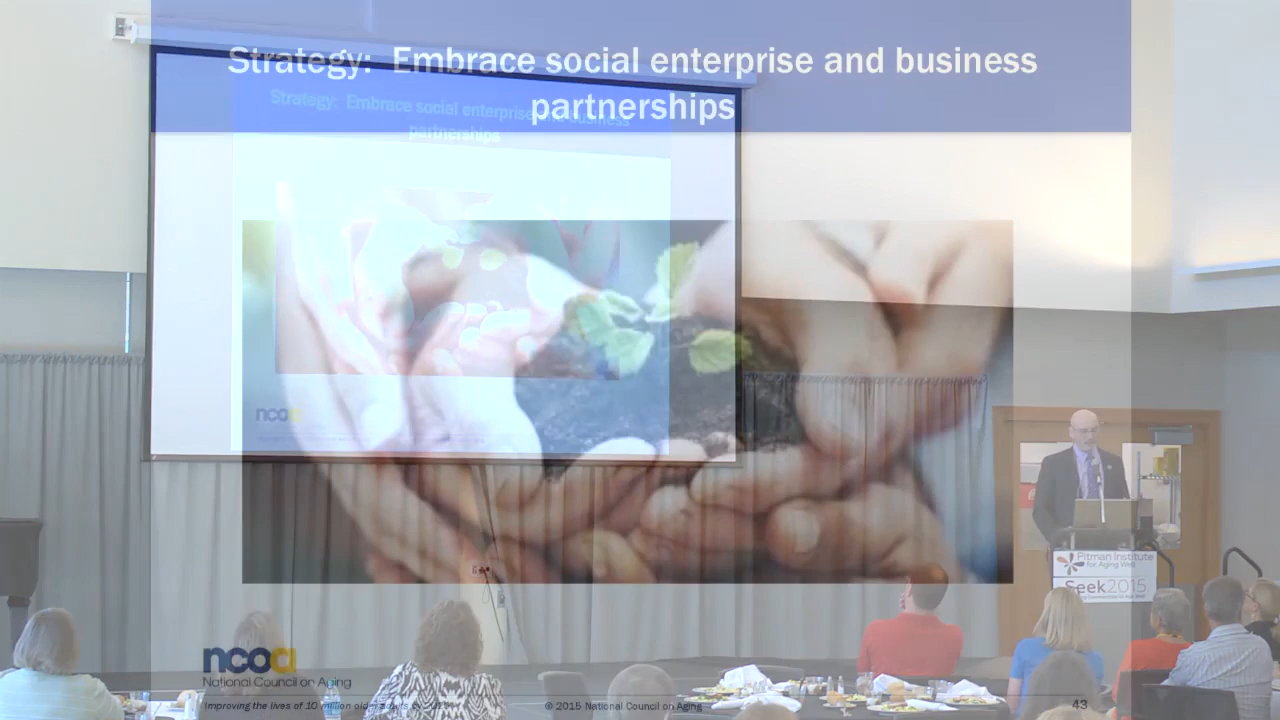 Strategy: Embrace social enterprise and business
partnerships
Strategy: Embrace social enterprise and business
partnerships
ncoa
Pitman Institute
for Aging Well
Seek2015
ncoa
National Council on Aging
Improving the lives of 10 million older adults by 2020
© 2015 National Council on Aging
43